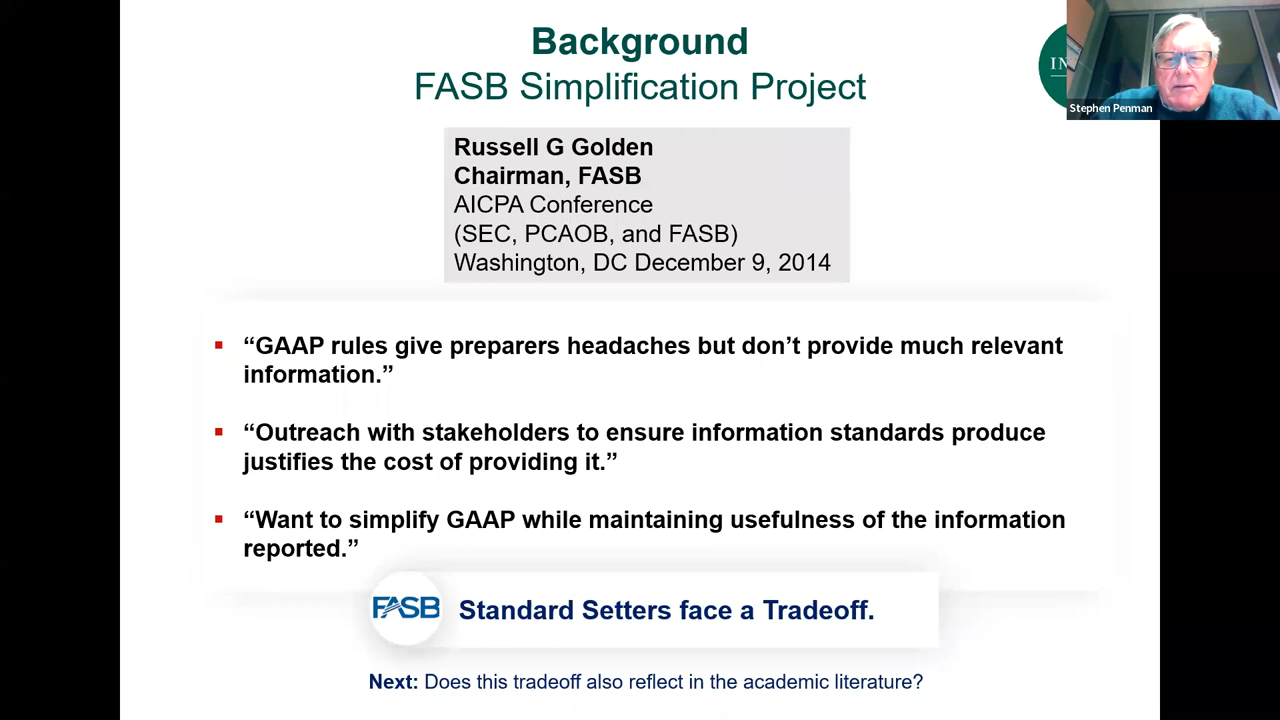 Background
FASB Simplification Project
IN
Stephen Penman
Russell G Golden
Chairman, FASB
AICPA Conference
(SEC, PCAOB, and FASB)
Washington, DC December 9, 2014
▪ “GAAP rules give preparers headaches but don’t provide much relevant
information.”
▪ “Outreach with stakeholders to ensure information standards produce
justifies the cost of providing it.”
▪ “Want to simplify GAAP while maintaining usefulness of the information
reported.”
FASB Standard Setters face a Tradeoff.
Next: Does this tradeoff also reflect in the academic literature?